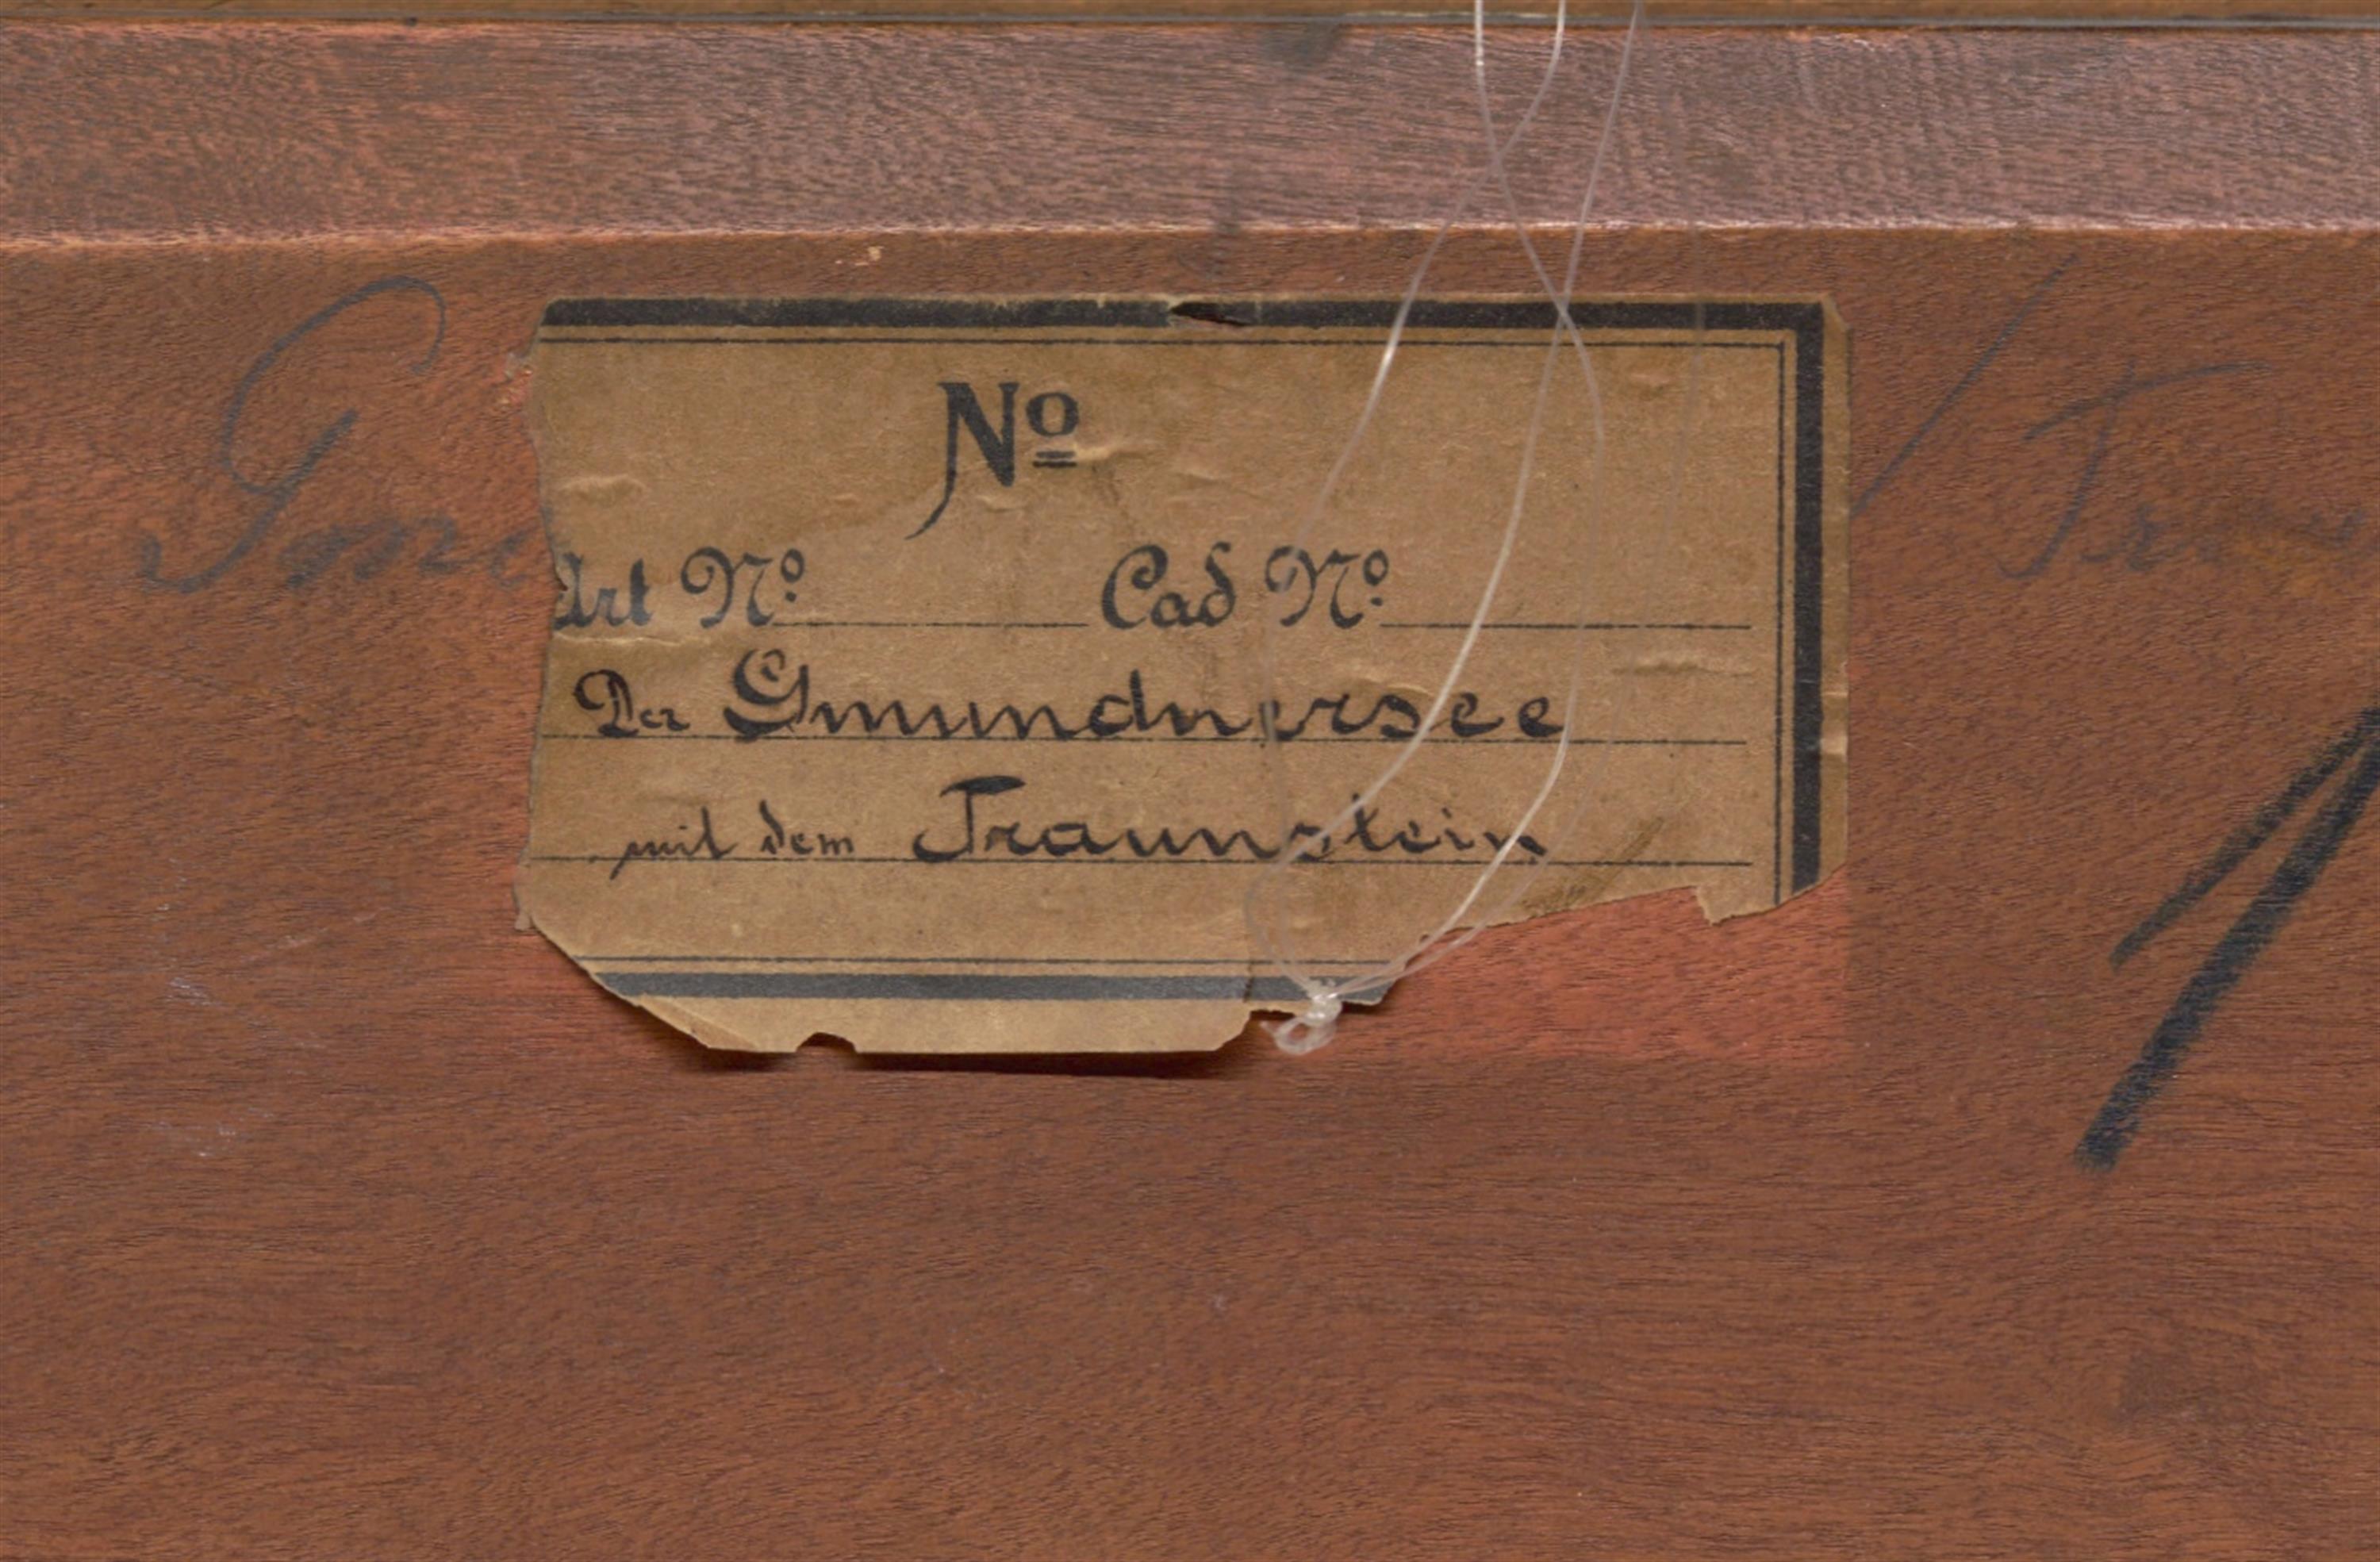 Nº
Art Nº. Cad Nº.
Der Gmundnersee
mit dem Traunstein